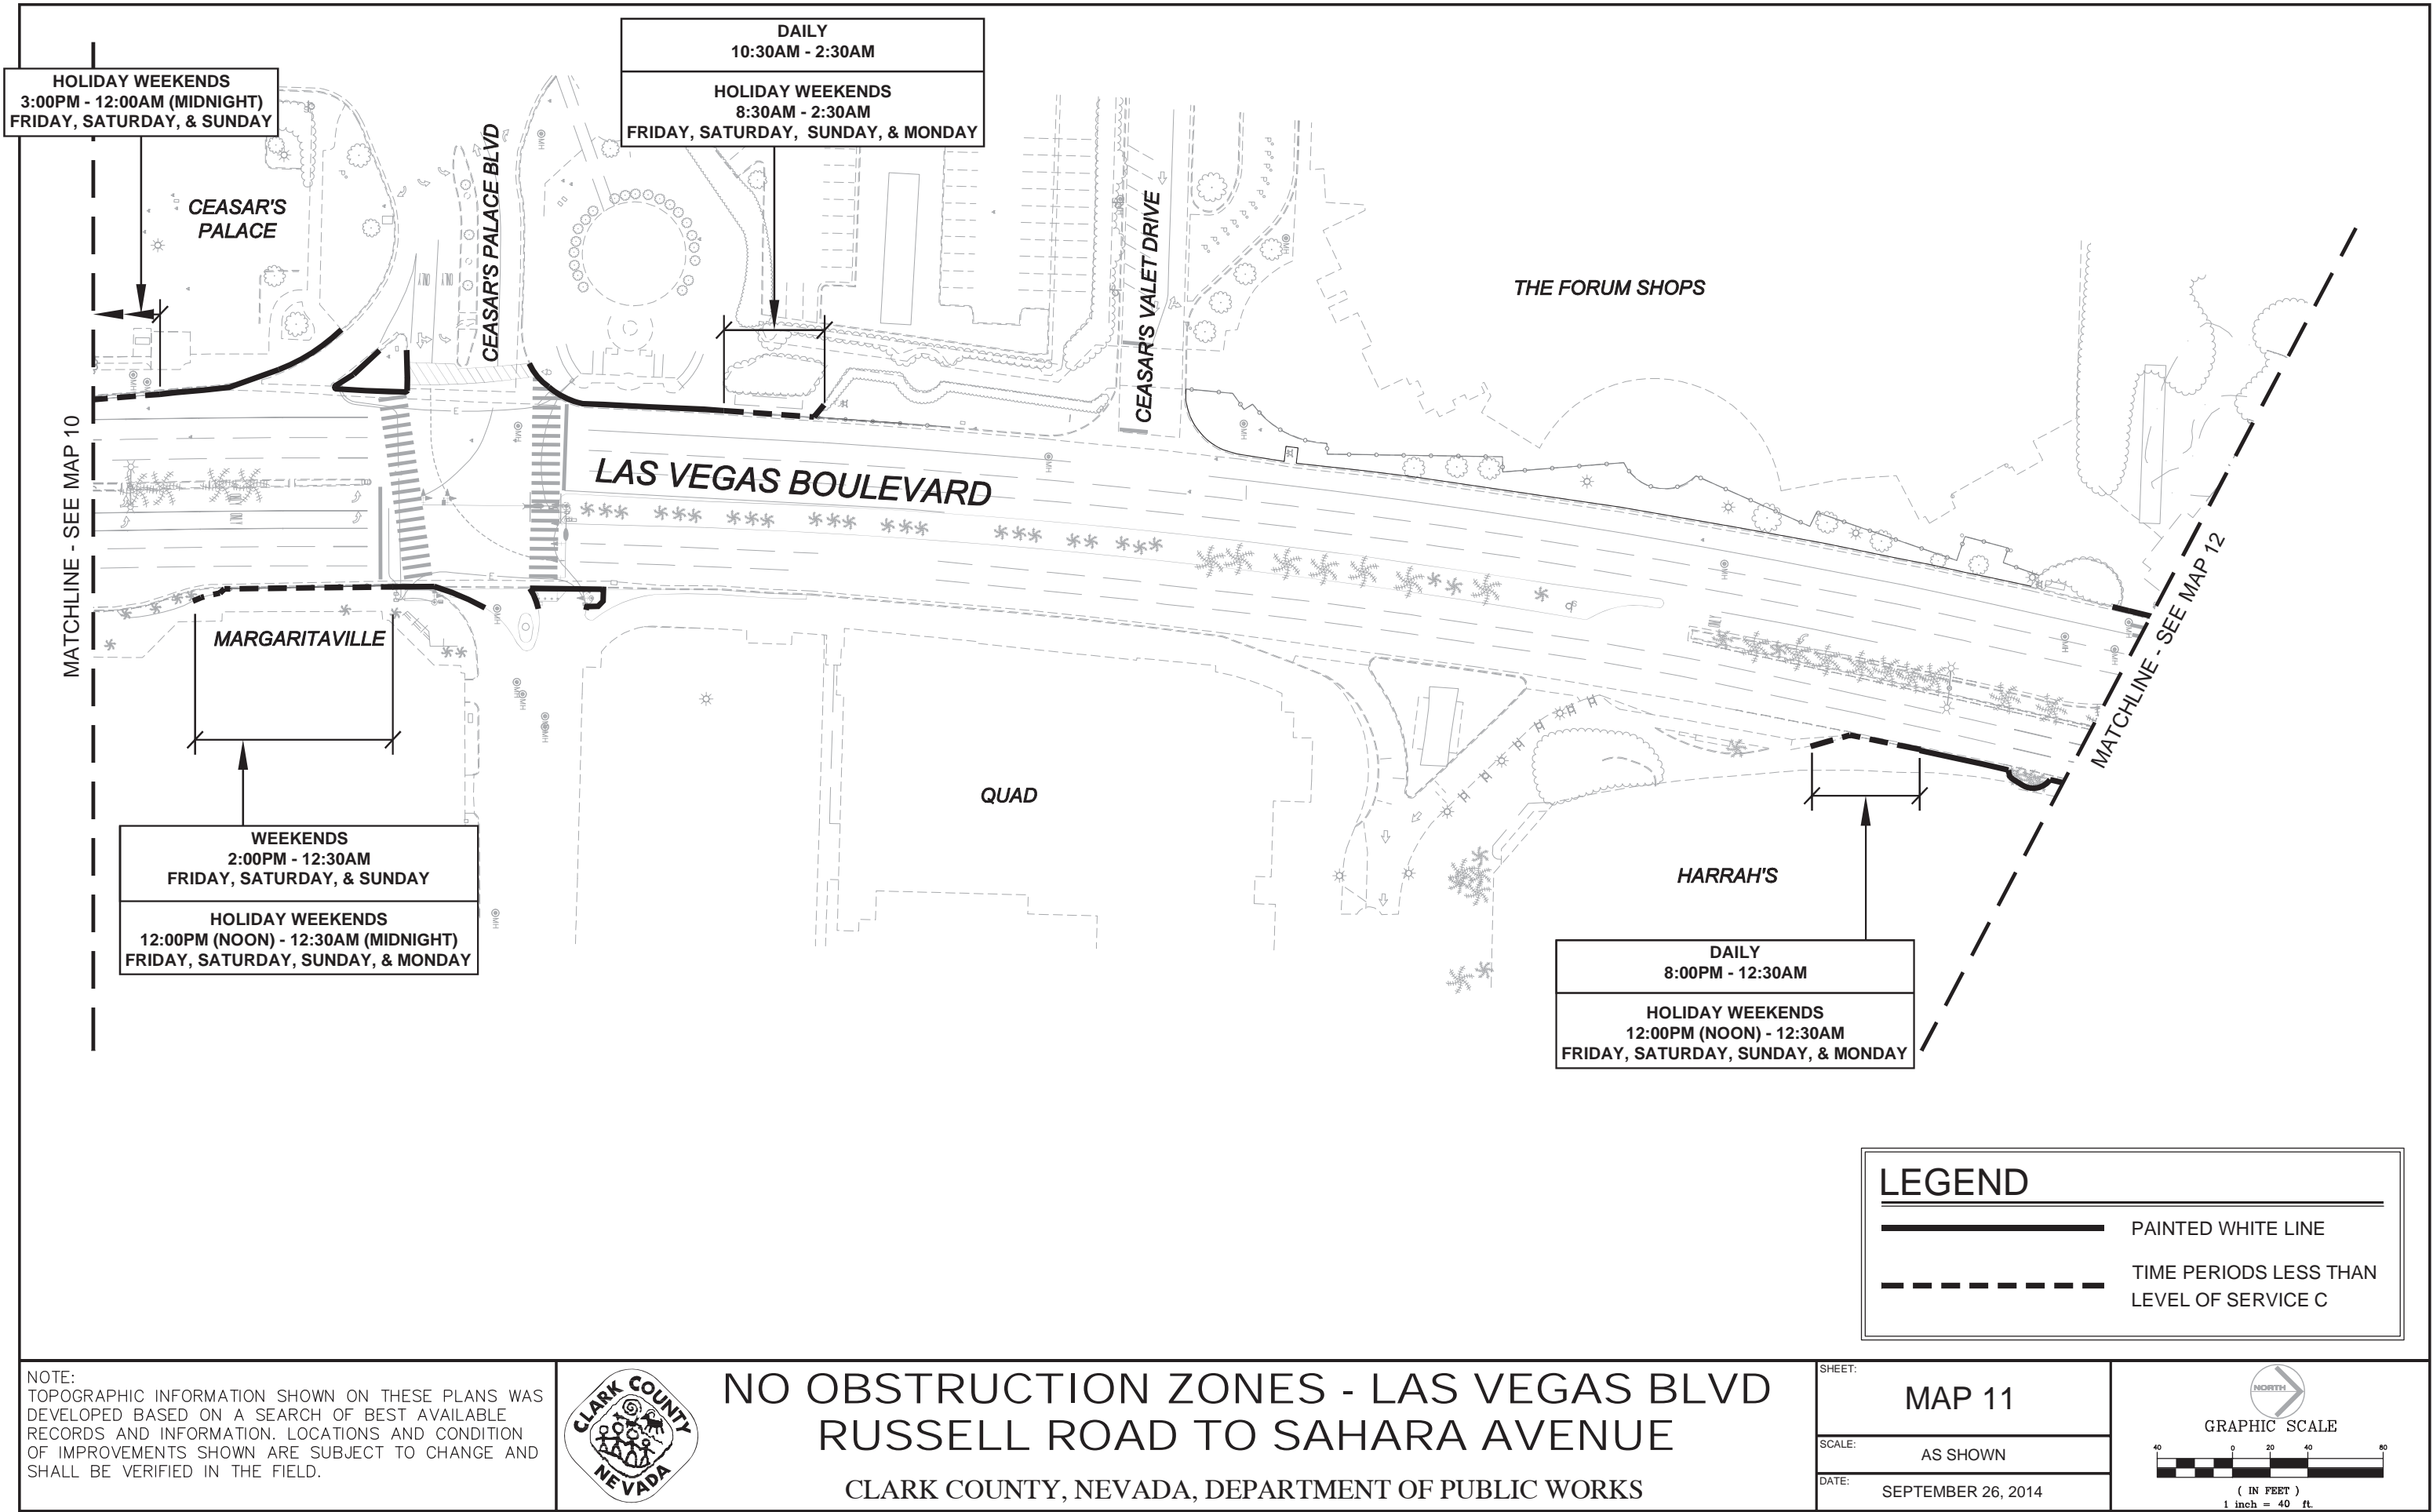 DAILY
10:30AM - 2:30AM
HOLIDAY WEEKENDS
8:30AM - 2:30AM
FRIDAY, SATURDAY, SUNDAY, & MONDAY
HOLIDAY WEEKENDS
3:00PM - 12:00AM (MIDNIGHT)
FRIDAY, SATURDAY, & SUNDAY
CEASAR'S
PALACE
CEASAR'S PALACE BLVD
CEASAR'S VALET DRIVE
THE FORUM SHOPS
MATCHLINE - SEE MAP 10
LAS VEGAS BOULEVARD
MATCHLINE - SEE MAP 12
MARGARITAVILLE
QUAD
HARRAH'S
WEEKENDS
2:00PM - 12:30AM
FRIDAY, SATURDAY, & SUNDAY
HOLIDAY WEEKENDS
12:00PM (NOON) - 12:30AM (MIDNIGHT)
FRIDAY, SATURDAY, SUNDAY, & MONDAY
DAILY
8:00PM - 12:30AM
HOLIDAY WEEKENDS
12:00PM (NOON) - 12:30AM
FRIDAY, SATURDAY, SUNDAY, & MONDAY
LEGEND
PAINTED WHITE LINE
TIME PERIODS LESS THAN
LEVEL OF SERVICE C
NOTE:
TOPOGRAPHIC INFORMATION SHOWN ON THESE PLANS WAS
DEVELOPED BASED ON A SEARCH OF BEST AVAILABLE
RECORDS AND INFORMATION. LOCATIONS AND CONDITION
OF IMPROVEMENTS SHOWN ARE SUBJECT TO CHANGE AND
SHALL BE VERIFIED IN THE FIELD.
CLARK COUNTY
NEVADA
NO OBSTRUCTION ZONES - LAS VEGAS BLVD
RUSSELL ROAD TO SAHARA AVENUE
CLARK COUNTY, NEVADA, DEPARTMENT OF PUBLIC WORKS
SHEET:
MAP 11
SCALE:
AS SHOWN
DATE:
SEPTEMBER 26, 2014
NORTH
GRAPHIC SCALE
40 0 20 40 80
( IN FEET )
1 inch = 40 ft.